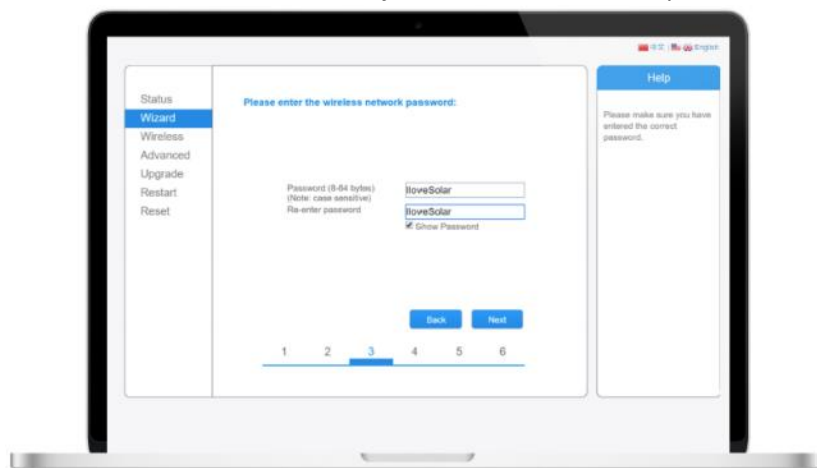 中文 | English
Help
Status
Wizard
Wireless
Advanced
Upgrade
Restart
Reset
Please enter the wireless network password:
Please make sure you have
entered the correct
password.
Password (8-64 bytes)
(Note: case sensitive)
IloveSolar
Re-enter password
IloveSolar
Show Password
Back
Next
1 2 3 4 5 6